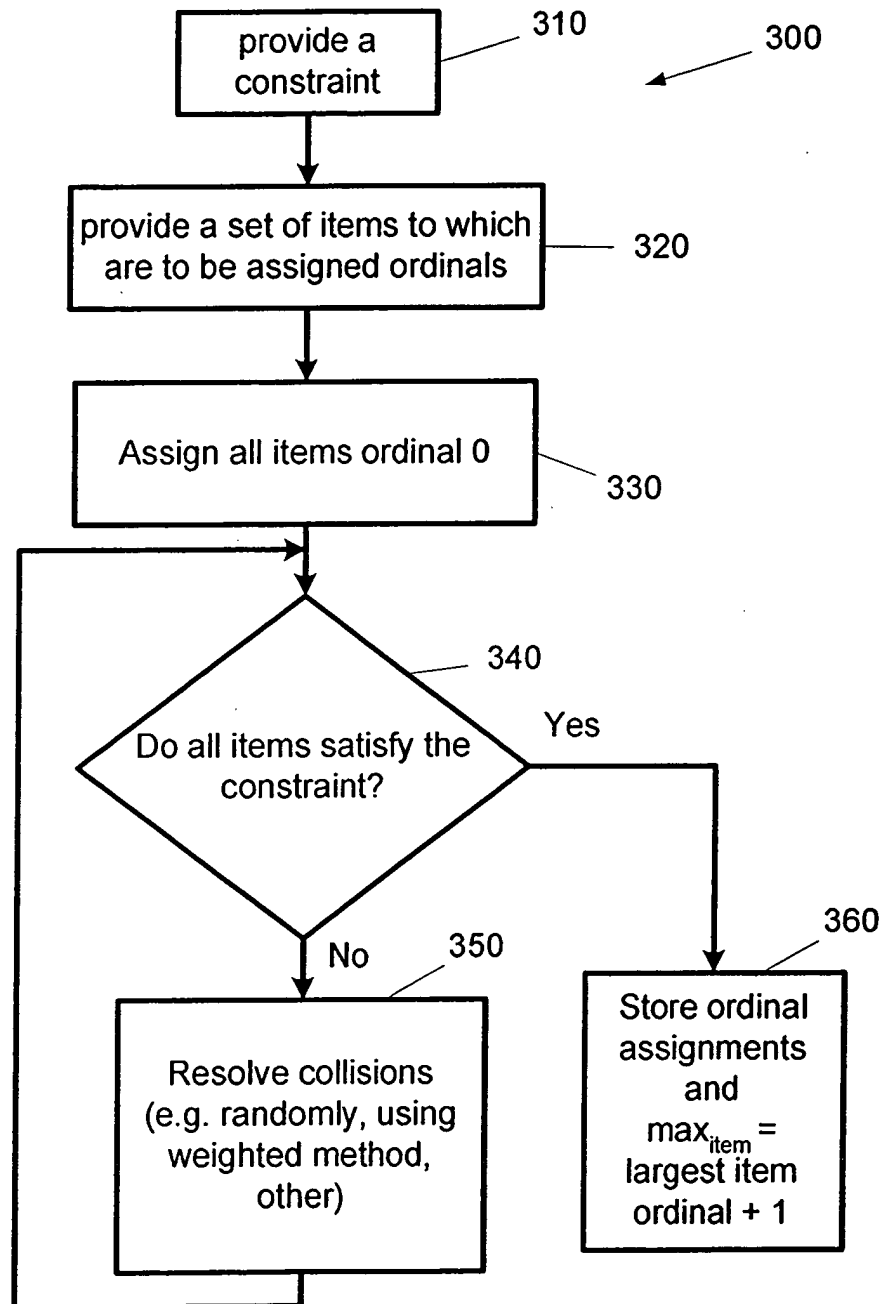 provide a
constraint
310
300
provide a set of items to which
are to be assigned ordinals
320
Assign all items ordinal 0
330
340
Do all items satisfy the
constraint?
Yes
No
350
360
Resolve collisions
(e.g. randomly, using
weighted method,
other)
Store ordinal
assignments
and
maxitem =
largest item
ordinal + 1